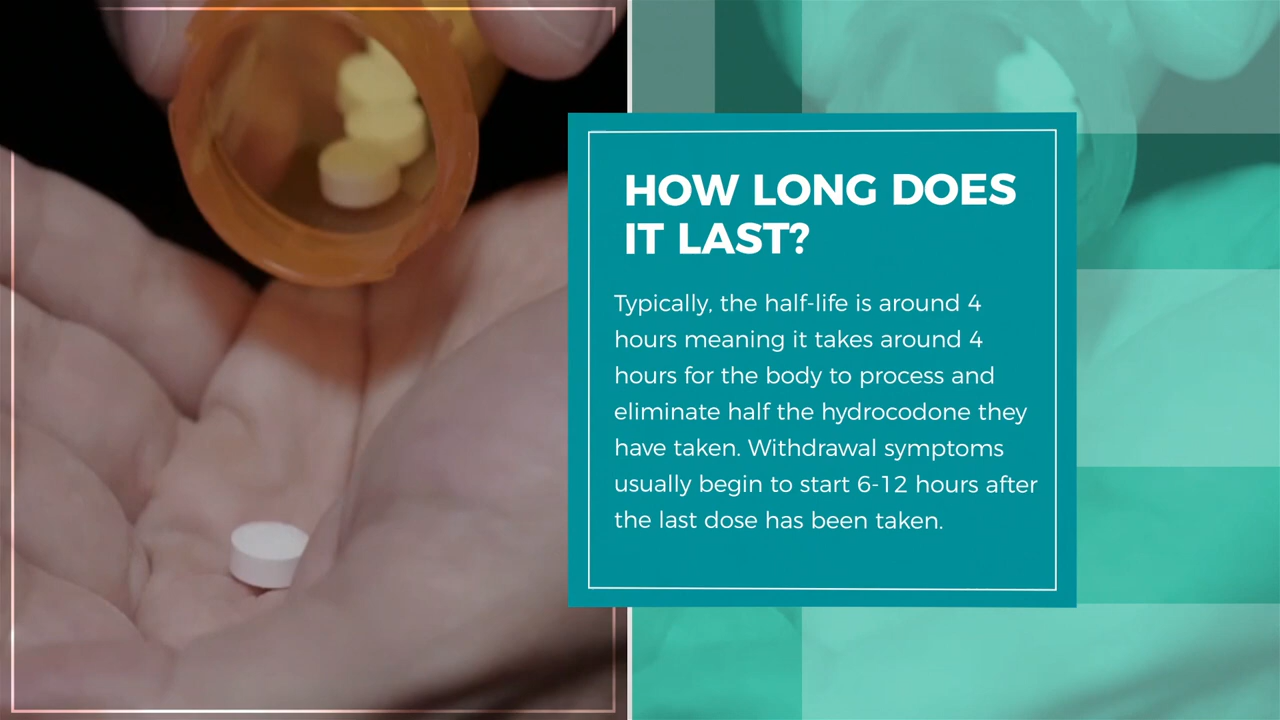 HOW LONG DOES
IT LAST?
Typically, the half-life is around 4
hours meaning it takes around 4
hours for the body to process and
eliminate half the hydrocodone they
have taken. Withdrawal symptoms
usually begin to start 6-12 hours after
the last dose has been taken.